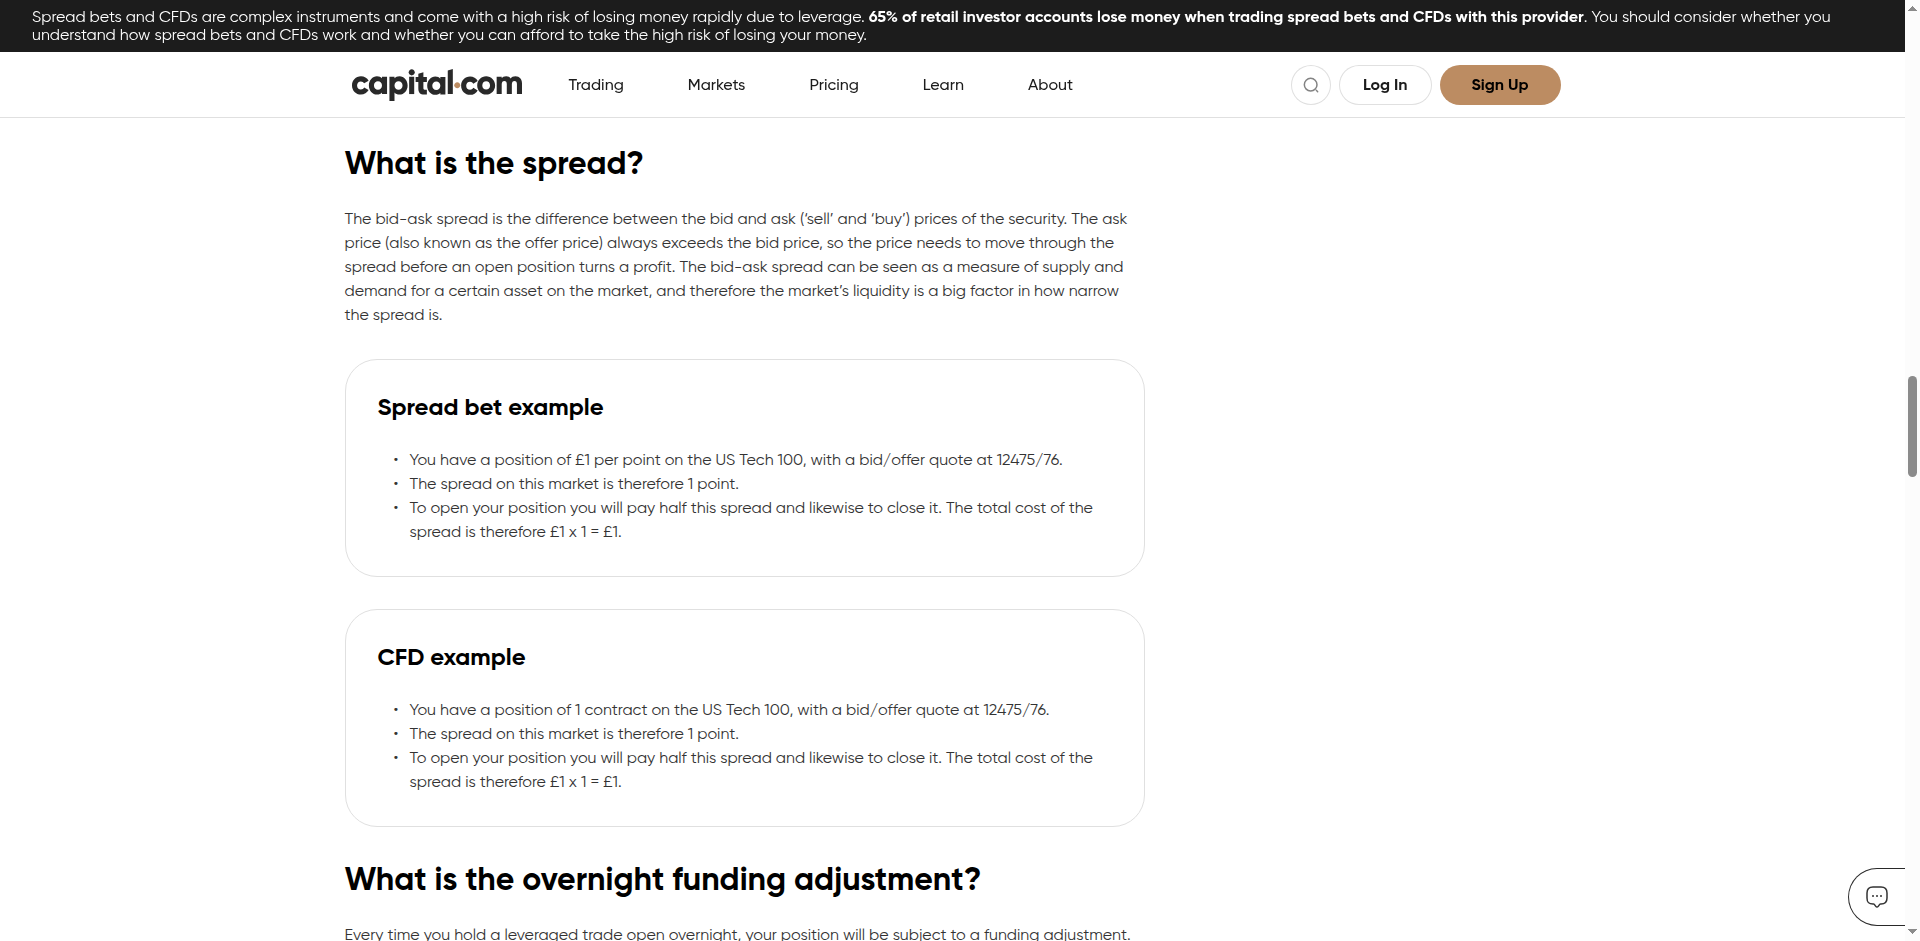 Spread bets and CFDs are complex instruments and come with a high risk of losing money rapidly due to leverage. 65% of retail investor accounts lose money when trading spread bets and CFDs with this provider. You should consider whether you
understand how spread bets and CFDs work and whether you can afford to take the high risk of losing your money.
capital.com
Trading
Markets
Pricing
Learn
About
Log In
Sign Up
What is the spread?
The bid-ask spread is the difference between the bid and ask (‘sell’ and ‘buy’) prices of the security. The ask
price (also known as the offer price) always exceeds the bid price, so the price needs to move through the
spread before an open position turns a profit. The bid-ask spread can be seen as a measure of supply and
demand for a certain asset on the market, and therefore the market’s liquidity is a big factor in how narrow
the spread is.
Spread bet example
• You have a position of £1 per point on the US Tech 100, with a bid/offer quote at 12475/76.
• The spread on this market is therefore 1 point.
• To open your position you will pay half this spread and likewise to close it. The total cost of the
spread is therefore £1 x 1 = £1.
CFD example
• You have a position of 1 contract on the US Tech 100, with a bid/offer quote at 12475/76.
• The spread on this market is therefore 1 point.
• To open your position you will pay half this spread and likewise to close it. The total cost of the
spread is therefore £1 x 1 = £1.
What is the overnight funding adjustment?
Every time you hold a leveraged trade open overnight, your position will be subject to a funding adjustment.